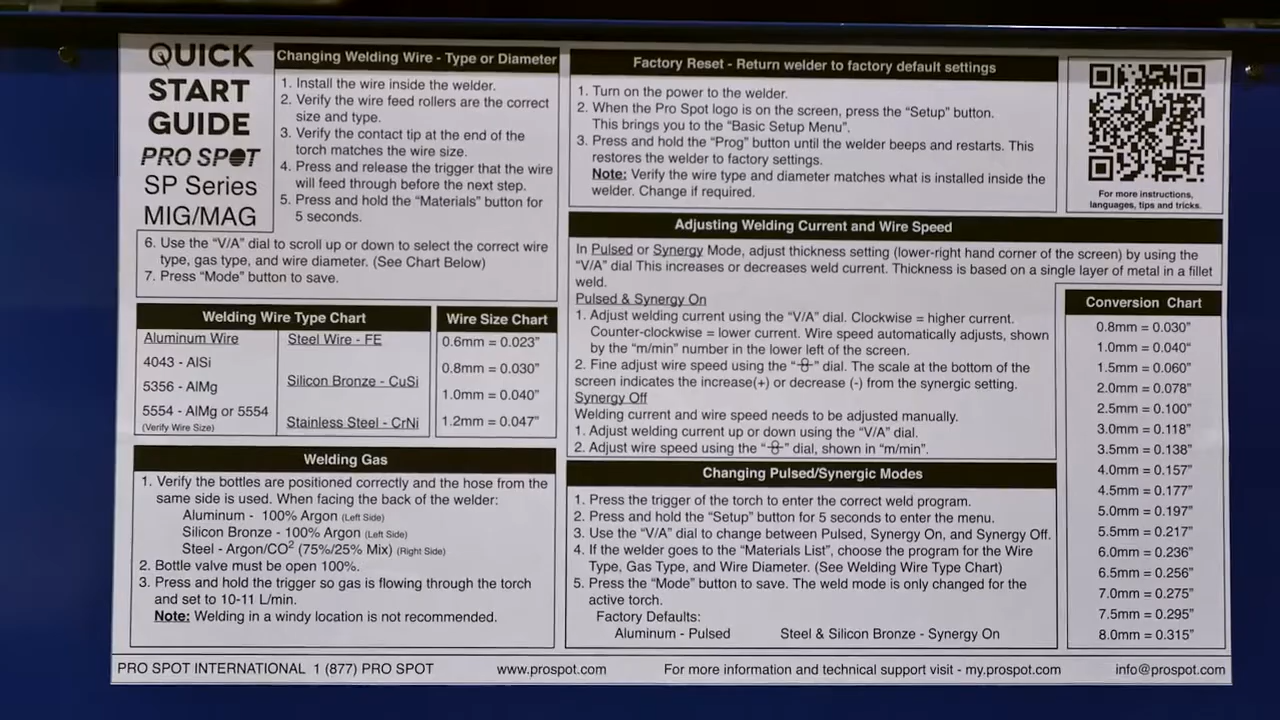 QUICK
START
GUIDE
PRO SPOT
SP Series
MIG/MAG
Changing Welding Wire - Type or Diameter
1. Install the wire inside the welder.
2. Verify the wire feed rollers are the correct
size and type.
3. Verify the contact tip at the end of the
torch matches the wire size.
4. Press and release the trigger that the wire
will feed through before the next step.
5. Press and hold the "Materials" button for
5 seconds.
6. Use the "V/A" dial to scroll up or down to select the correct wire
type, gas type, and wire diameter. (See Chart Below)
7. Press "Mode" button to save.
Welding Wire Type Chart
Aluminum Wire
4043 - AlSi
5356 - AlMg
5554 - AlMg or 5554
(Verify Wire Size)
Steel Wire - FE
Silicon Bronze - CuSi
Stainless Steel - CrNi
Wire Size Chart
0.6mm = 0.023"
0.8mm = 0.030"
1.0mm = 0.040"
1.2mm = 0.047"
Welding Gas
1. Verify the bottles are positioned correctly and the hose from the
same side is used. When facing the back of the welder:
Aluminum - 100% Argon (Left Side)
Silicon Bronze - 100% Argon (Left Side)
Steel - Argon/CO² (75%/25% Mix) (Right Side)
2. Bottle valve must be open 100%.
3. Press and hold the trigger so gas is flowing through the torch
and set to 10-11 L/min.
Note: Welding in a windy location is not recommended.
Factory Reset - Return welder to factory default settings
1. Turn on the power to the welder.
2. When the Pro Spot logo is on the screen, press the "Setup" button.
This brings you to the "Basic Setup Menu".
3. Press and hold the "Prog" button until the welder beeps and restarts. This
restores the welder to factory settings.
Note: Verify the wire type and diameter matches what is installed inside the
welder. Change if required.
For more instructions,
languages, tips and tricks.
Adjusting Welding Current and Wire Speed
In Pulsed or Synergy Mode, adjust thickness setting (lower-right hand corner of the screen) by using the
"V/A" dial This increases or decreases weld current. Thickness is based on a single layer of metal in a fillet
weld.
Pulsed & Synergy On
1. Adjust welding current using the "V/A" dial. Clockwise = higher current.
Counter-clockwise = lower current. Wire speed automatically adjusts, shown
by the "m/min" number in the lower left of the screen.
2. Fine adjust wire speed using the " " dial. The scale at the bottom of the
screen indicates the increase(+) or decrease (-) from the synergic setting.
Synergy Off
Welding current and wire speed needs to be adjusted manually.
1. Adjust welding current up or down using the "V/A" dial.
2. Adjust wire speed using the " " dial, shown in "m/min".
Changing Pulsed/Synergic Modes
1. Press the trigger of the torch to enter the correct weld program.
2. Press and hold the "Setup" button for 5 seconds to enter the menu.
3. Use the "V/A" dial to change between Pulsed, Synergy On, and Synergy Off.
4. If the welder goes to the "Materials List", choose the program for the Wire
Type, Gas Type, and Wire Diameter. (See Welding Wire Type Chart)
5. Press the "Mode" button to save. The weld mode is only changed for the
active torch.
Factory Defaults:
Aluminum - Pulsed Steel & Silicon Bronze - Synergy On
Conversion Chart
0.8mm = 0.030"
1.0mm = 0.040"
1.5mm = 0.060"
2.0mm = 0.078"
2.5mm = 0.100"
3.0mm = 0.118"
3.5mm = 0.138"
4.0mm = 0.157"
4.5mm = 0.177"
5.0mm = 0.197"
5.5mm = 0.217"
6.0mm = 0.236"
6.5mm = 0.256"
7.0mm = 0.275"
7.5mm = 0.295"
8.0mm = 0.315"
PRO SPOT INTERNATIONAL 1 (877) PRO SPOT www.prospot.com For more information and technical support visit - my.prospot.com info@prospot.com